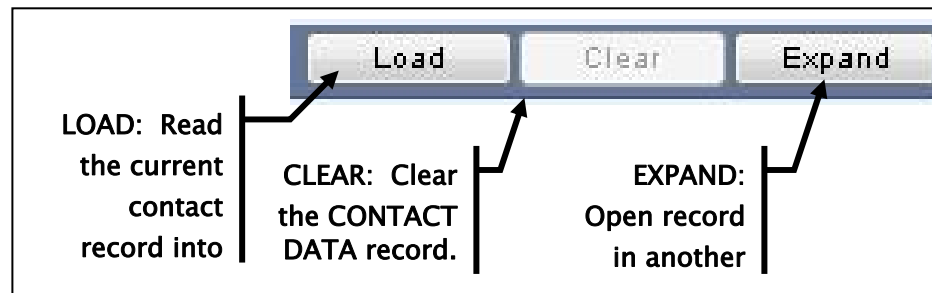 Load Clear Expand
LOAD: Read
the current
contact
record into
CLEAR: Clear
the CONTACT
DATA record.
EXPAND:
Open record
in another